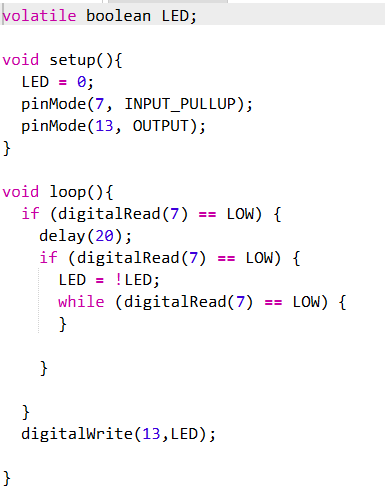 volatile boolean LED;
void setup(){
LED = 0;
pinMode(7, INPUT_PULLUP);
pinMode(13, OUTPUT);
}
void loop(){
if (digitalRead(7) == LOW) {
delay(20);
if (digitalRead(7) == LOW) {
LED = !LED;
while (digitalRead(7) == LOW) {
}
}
}
digitalWrite(13,LED);
}